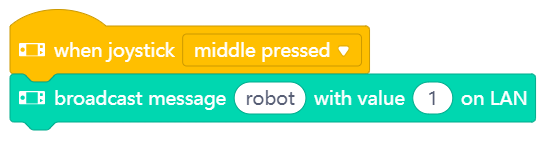 when joystick middle pressed
broadcast message robot with value 1 on LAN